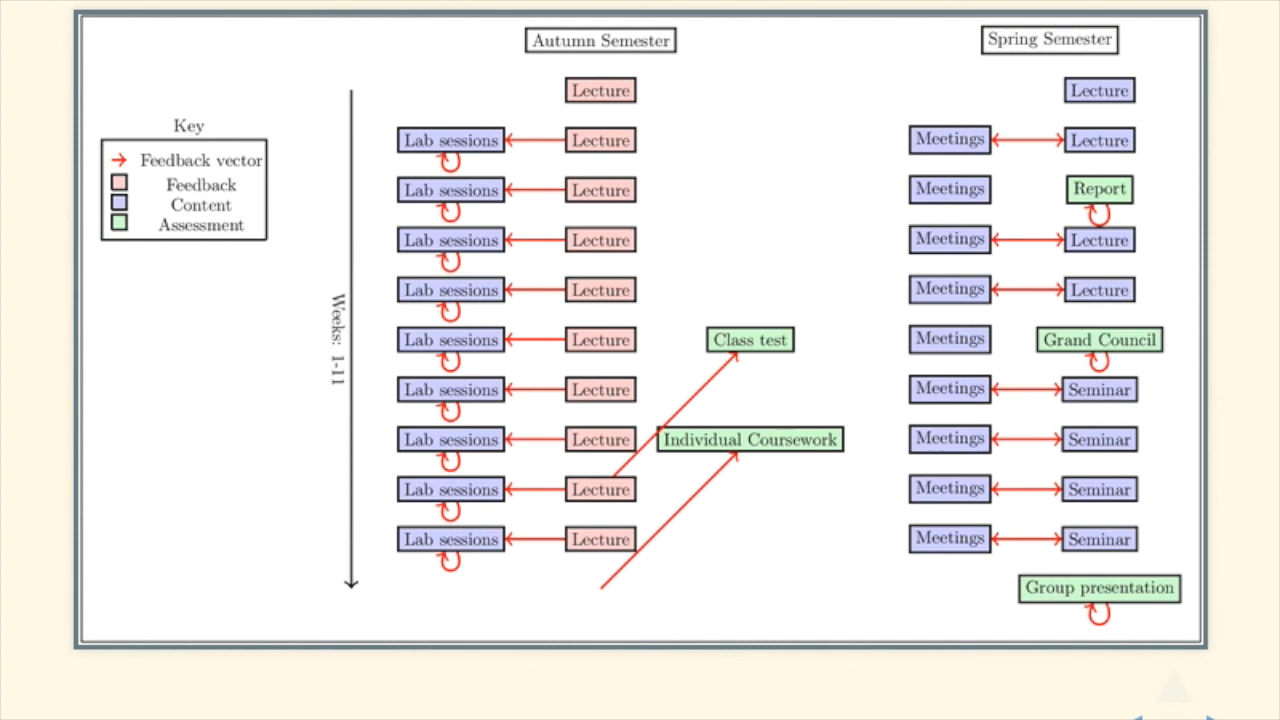 Autumn Semester
Spring Semester
Key
Feedback vector
Feedback
Content
Assessment
Weeks: 1-11
Lecture
Lab sessions Lecture
Lab sessions Lecture
Lab sessions Lecture
Lab sessions Lecture
Lab sessions Lecture Class test
Lab sessions Lecture
Lab sessions Lecture Individual Coursework
Lab sessions Lecture
Lab sessions Lecture
Lecture
Meetings Lecture
Meetings Report
Meetings Lecture
Meetings Lecture
Meetings Grand Council
Meetings Seminar
Meetings Seminar
Meetings Seminar
Meetings Seminar
Group presentation